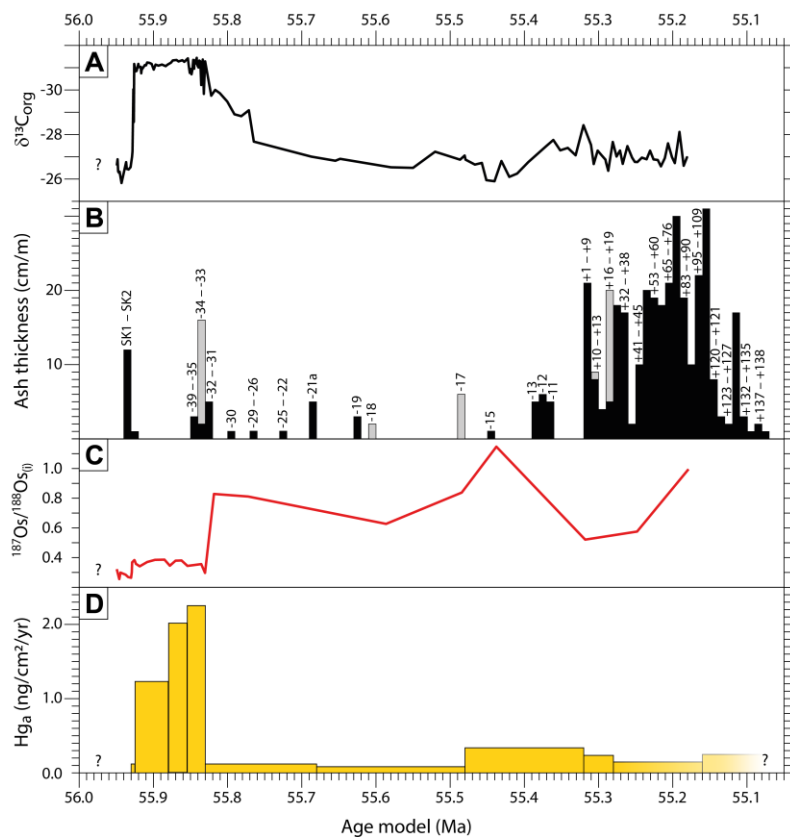 56.0 55.9 55.8 55.7 55.6 55.5 55.4 55.3 55.2 55.1
A
δ¹³Corg
-30
-28
-26
?
B
Ash thickness (cm/m)
20
10
SK1 – SK2
-39 – -35
-34 – -33
-32 – -31
-30
-29 – -26
-25 – -22
-21a
-19
-18
-17
-15
-13
-12
-11
+1 – +9
+10 – +13
+16 – +19
+32 – +38
+41 – +45
+53 – +60
+65 – +76
+83 – +90
+95 – +109
+120 – +121
+123 – +127
+132 – +135
+137 – +138
C
¹⁸⁷Os/¹⁸⁸Os(i)
1.0
0.8
0.6
0.4
?
D
Hga (ng/cm²/yr)
2.0
1.0
0.0
?
?
56.0 55.9 55.8 55.7 55.6 55.5 55.4 55.3 55.2 55.1
Age model (Ma)